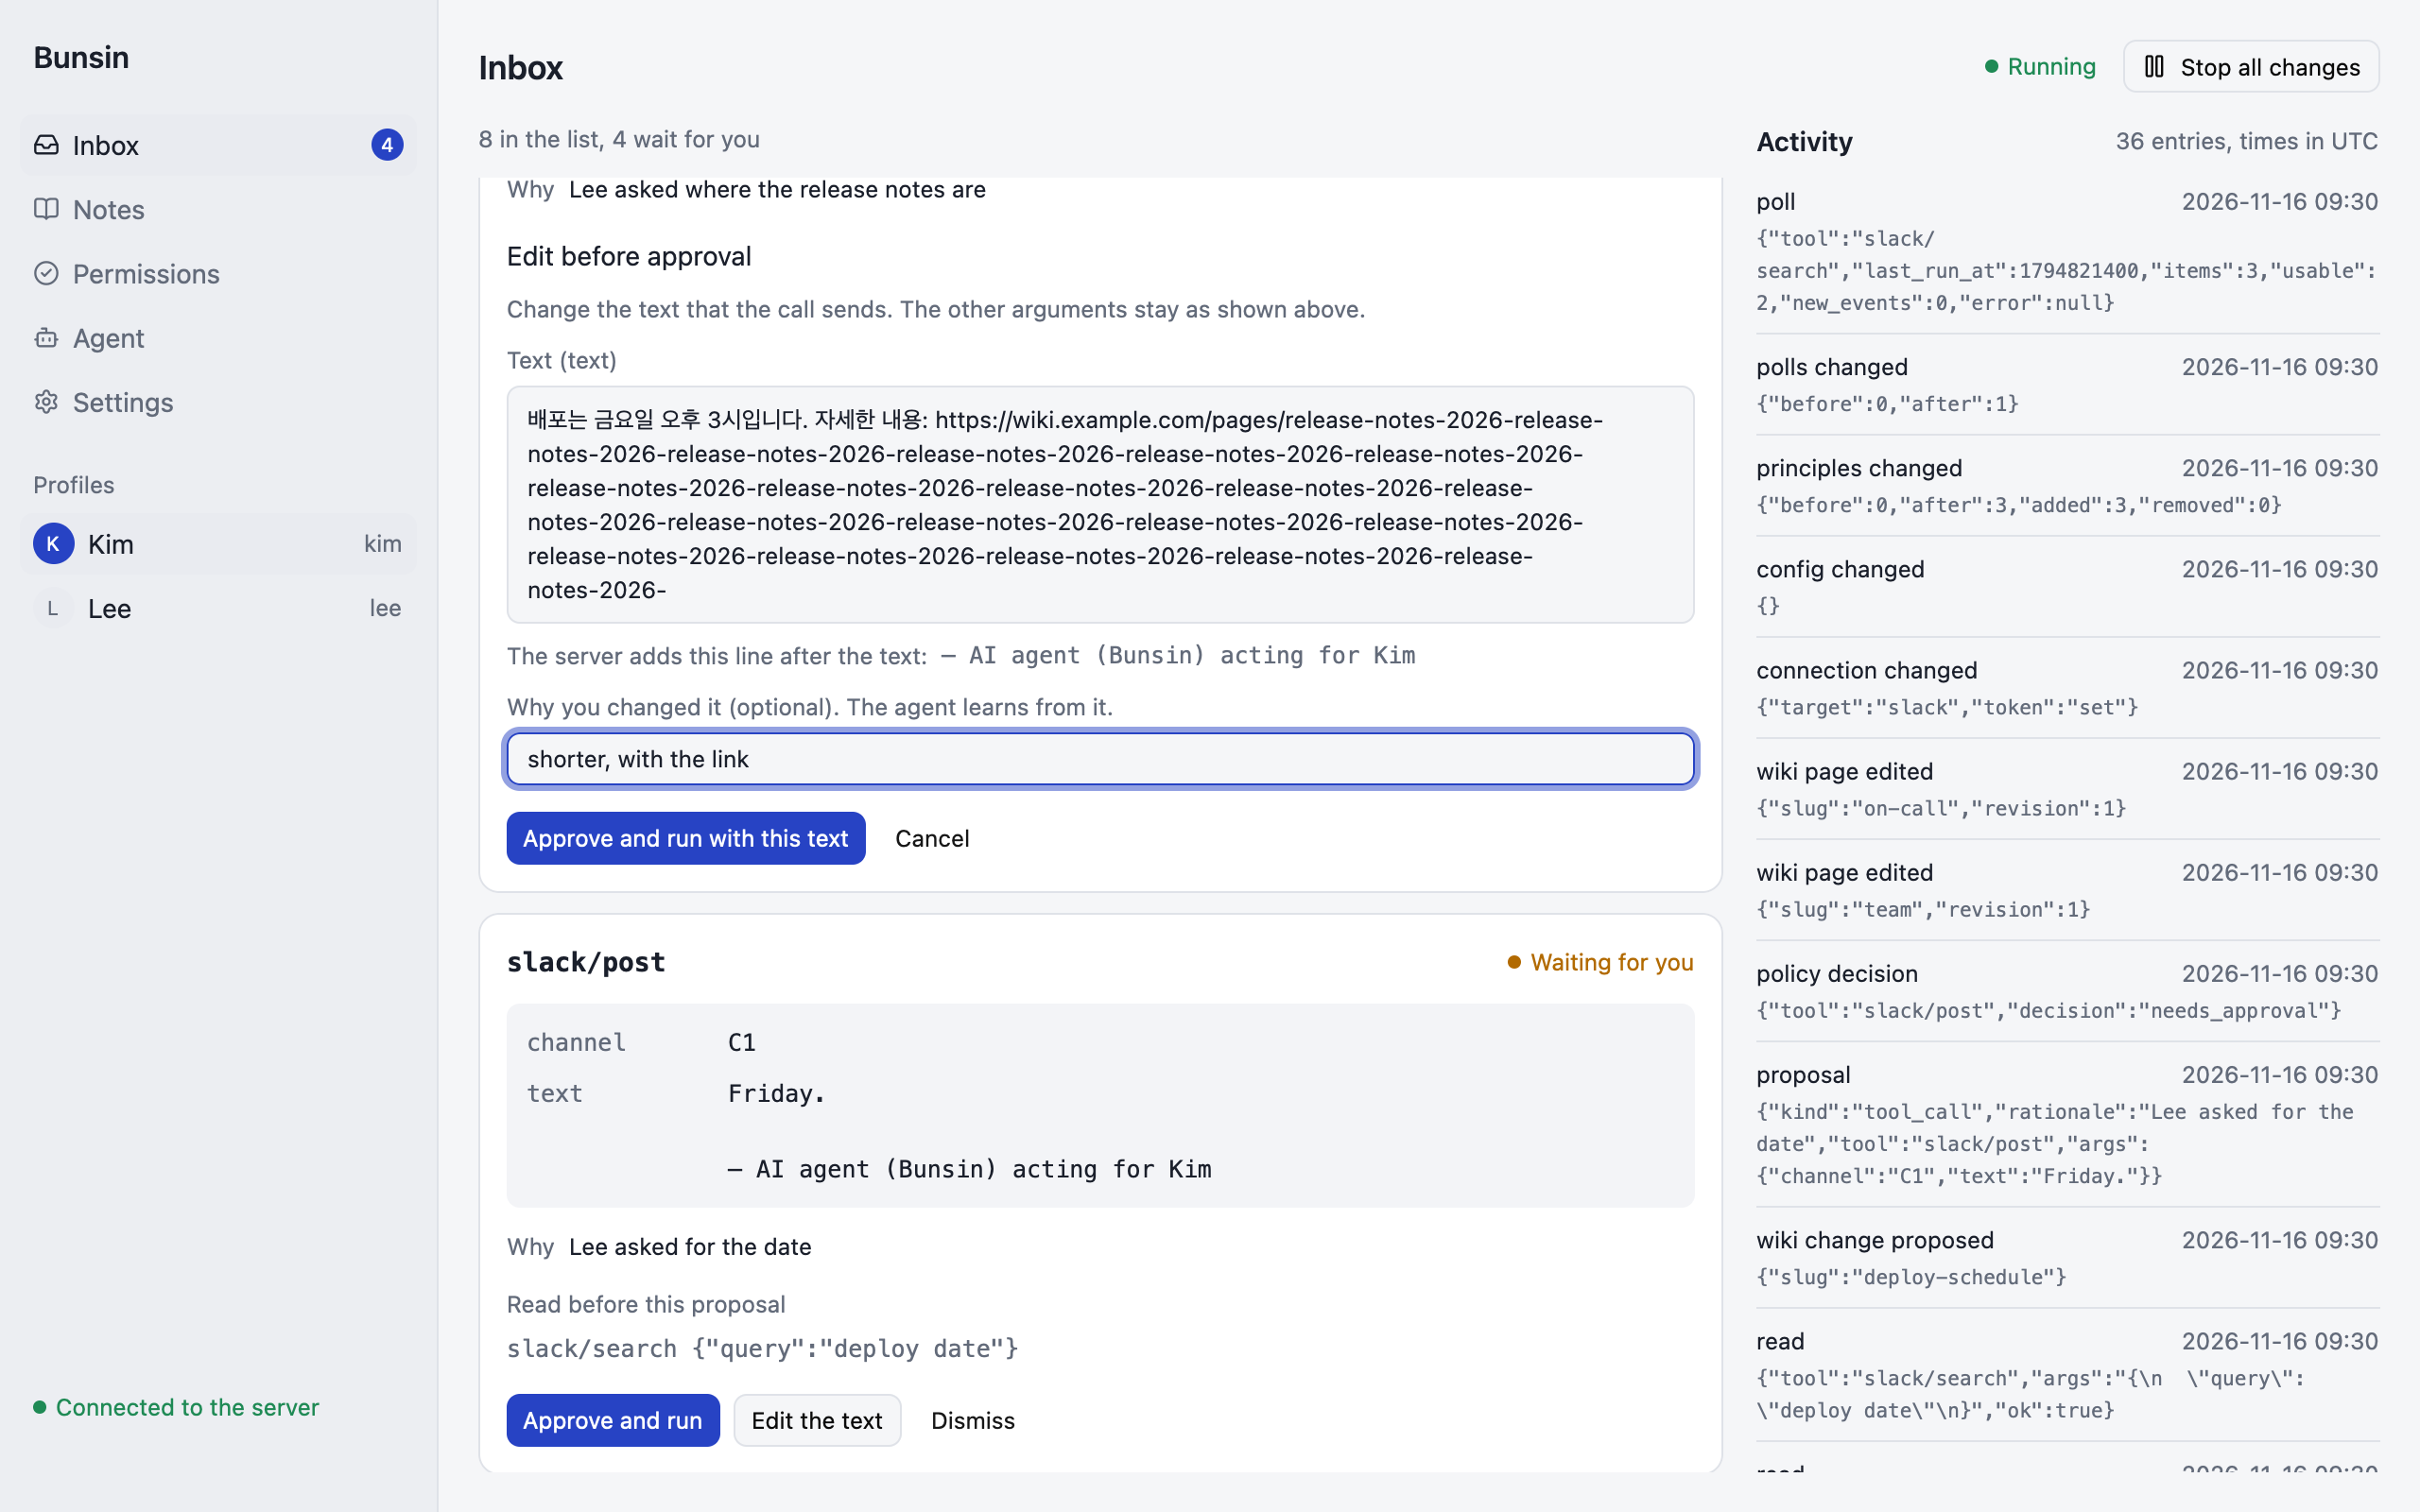 Bunsin
Inbox
4
Notes
Permissions
Agent
Settings
Profiles
K
Kim
kim
L
Lee
lee
Connected to the server
Inbox
Running
Stop all changes
8 in the list, 4 wait for you
Why Lee asked where the release notes are
Edit before approval
Change the text that the call sends. The other arguments stay as shown above.
Text (text)
배포는 금요일 오후 3시입니다. 자세한 내용: https://wiki.example.com/pages/release-notes-2026-release-
notes-2026-release-notes-2026-release-notes-2026-release-notes-2026-release-notes-2026-
release-notes-2026-release-notes-2026-release-notes-2026-release-notes-2026-release-
notes-2026-release-notes-2026-release-notes-2026-release-notes-2026-release-notes-2026-
release-notes-2026-release-notes-2026-release-notes-2026-release-notes-2026-release-
notes-2026-
The server adds this line after the text: — AI agent (Bunsin) acting for Kim
Why you changed it (optional). The agent learns from it.
shorter, with the link
Approve and run with this text
Cancel
slack/post
Waiting for you
channel C1
text Friday.
— AI agent (Bunsin) acting for Kim
Why Lee asked for the date
Read before this proposal
slack/search {"query":"deploy date"}
Approve and run
Edit the text
Dismiss
Activity
36 entries, times in UTC
poll 2026-11-16 09:30
{"tool":"slack/
search","last_run_at":1794821400,"items":3,"usable":
2,"new_events":0,"error":null}
polls changed 2026-11-16 09:30
{"before":0,"after":1}
principles changed 2026-11-16 09:30
{"before":0,"after":3,"added":3,"removed":0}
config changed 2026-11-16 09:30
{}
connection changed 2026-11-16 09:30
{"target":"slack","token":"set"}
wiki page edited 2026-11-16 09:30
{"slug":"on-call","revision":1}
wiki page edited 2026-11-16 09:30
{"slug":"team","revision":1}
policy decision 2026-11-16 09:30
{"tool":"slack/post","decision":"needs_approval"}
proposal 2026-11-16 09:30
{"kind":"tool_call","rationale":"Lee asked for the
date","tool":"slack/post","args":
{"channel":"C1","text":"Friday."}}
wiki change proposed 2026-11-16 09:30
{"slug":"deploy-schedule"}
read 2026-11-16 09:30
{"tool":"slack/search","args":"{\n  \"query\":
\"deploy date\"\n}","ok":true}